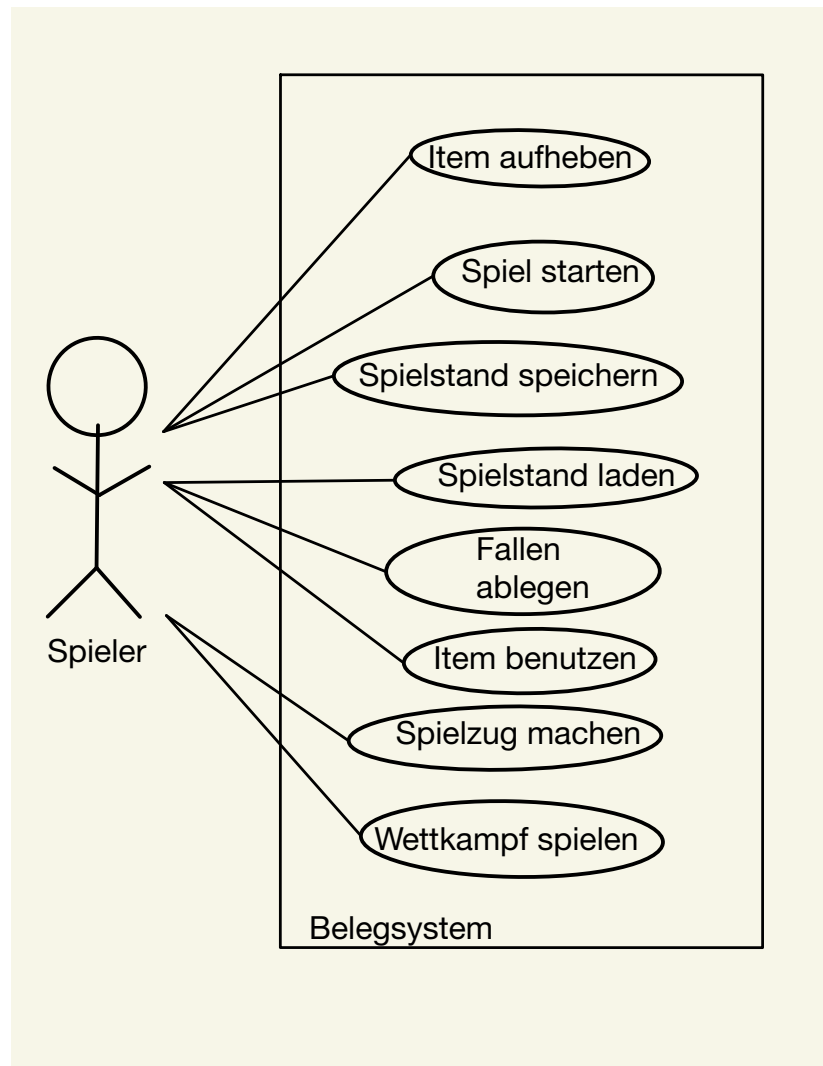 Item aufheben
Spiel starten
Spielstand speichern
Spielstand laden
Fallen
ablegen
Item benutzen
Spieler
Spielzug machen
Wettkampf spielen
Belegsystem